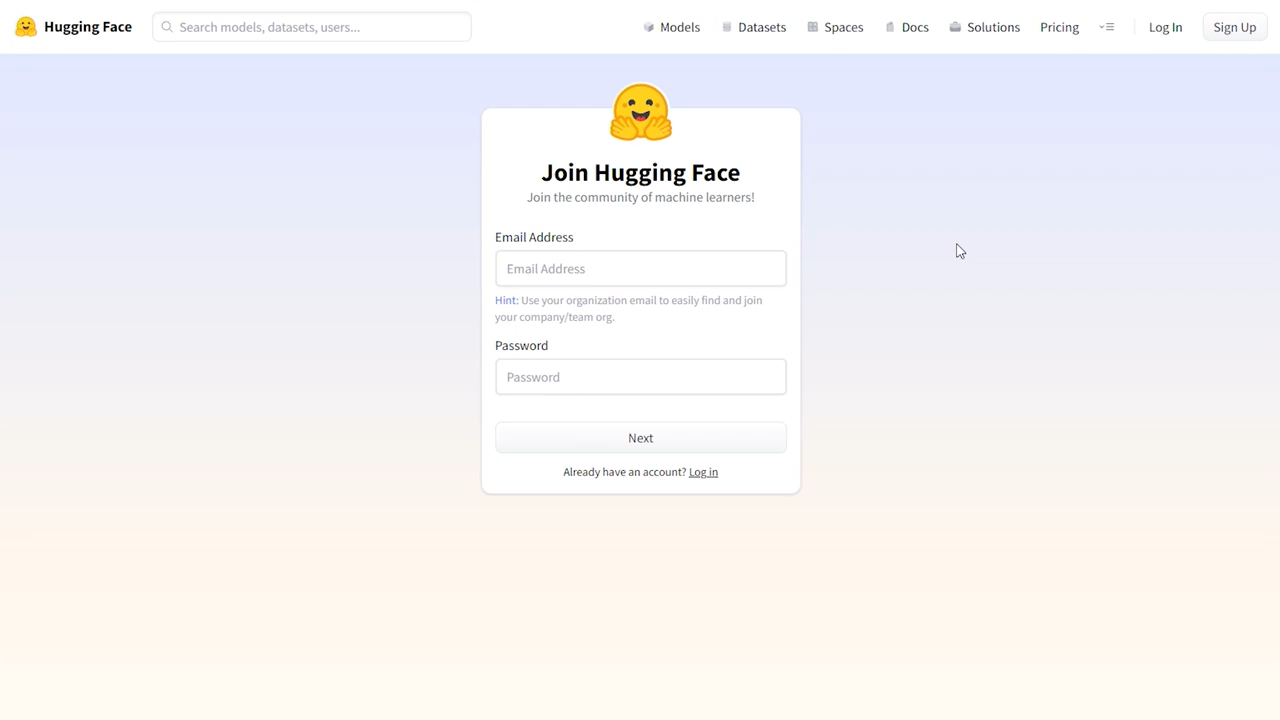 Hugging Face
Search models, datasets, users...
Models
Datasets
Spaces
Docs
Solutions
Pricing
Log In
Sign Up
Join Hugging Face
Join the community of machine learners!
Email Address
Email Address
Hint: Use your organization email to easily find and join
your company/team org.
Password
Password
Next
Already have an account? Log in